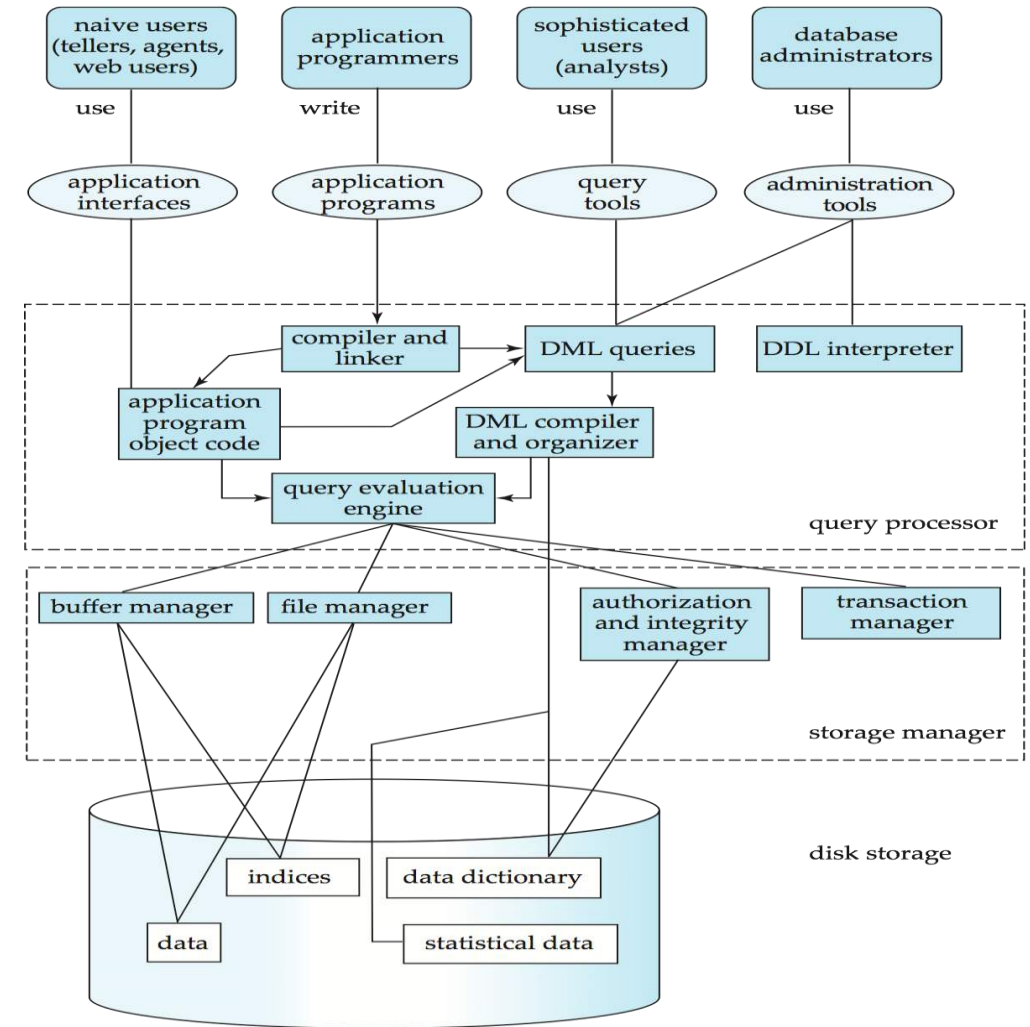 naive users
(tellers, agents,
web users)
application
programmers
sophisticated
users
(analysts)
database
administrators
use
write
use
use
application
interfaces
application
programs
query
tools
administration
tools
compiler and
linker
DML queries
DDL interpreter
application
program
object code
DML compiler
and organizer
query evaluation
engine
query processor
buffer manager
file manager
authorization
and integrity
manager
transaction
manager
storage manager
disk storage
indices
data dictionary
data
statistical data